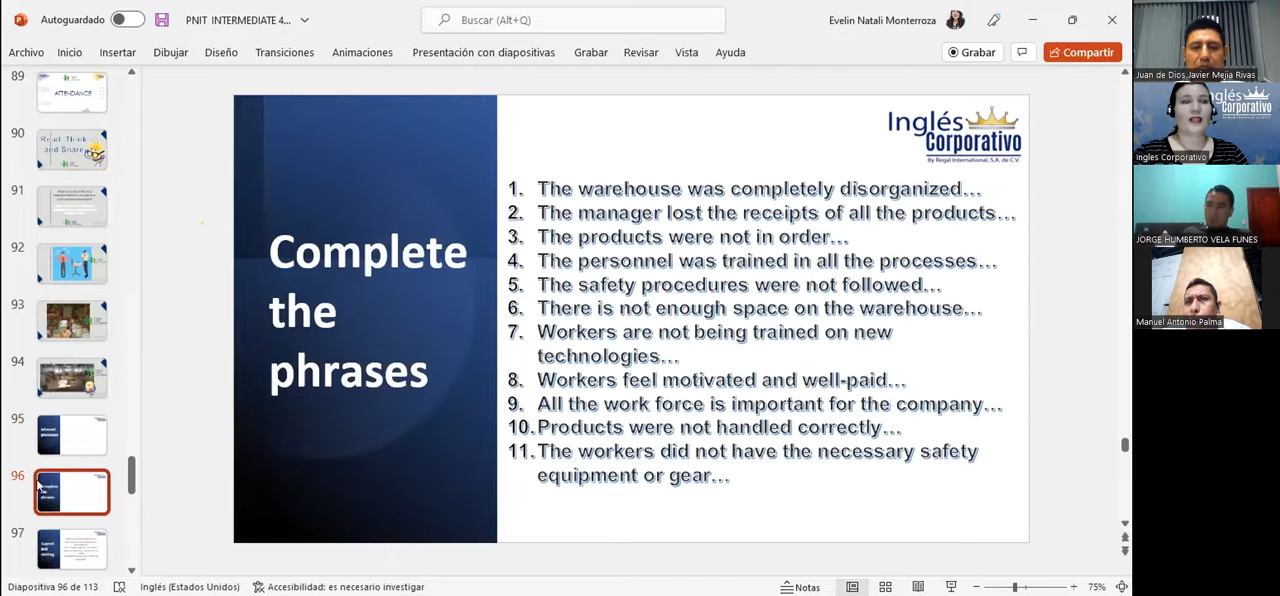 Autoguardado
PNIT INTERMEDIATE 4...
Buscar (Alt+Q)
Evelin Natali Monterroza
Archivo Inicio Insertar Dibujar Diseño Transiciones Animaciones Presentación con diapositivas Grabar Revisar Vista Ayuda
Grabar
Compartir
89
ATTENDANCE
90
Read, Think and Share
91
92
93
94
95
96
97
Complete
the
phrases
Inglés
Corporativo
By Regal International, S.A. de C.V.
1. The warehouse was completely disorganized...
2. The manager lost the receipts of all the products...
3. The products were not in order...
4. The personnel was trained in all the processes...
5. The safety procedures were not followed...
6. There is not enough space on the warehouse...
7. Workers are not being trained on new
technologies...
8. Workers feel motivated and well-paid...
9. All the work force is important for the company...
10. Products were not handled correctly...
11. The workers did not have the necessary safety
equipment or gear...
Juan de Dios Javier Mejia Rivas
Inglés
Corporativo
Ingles Corporativo
JORGE HUMBERTO VELA FUNES
Manuel Antonio Palma
Diapositiva 96 de 113
Inglés (Estados Unidos)
Accesibilidad: es necesario investigar
Notas
75%